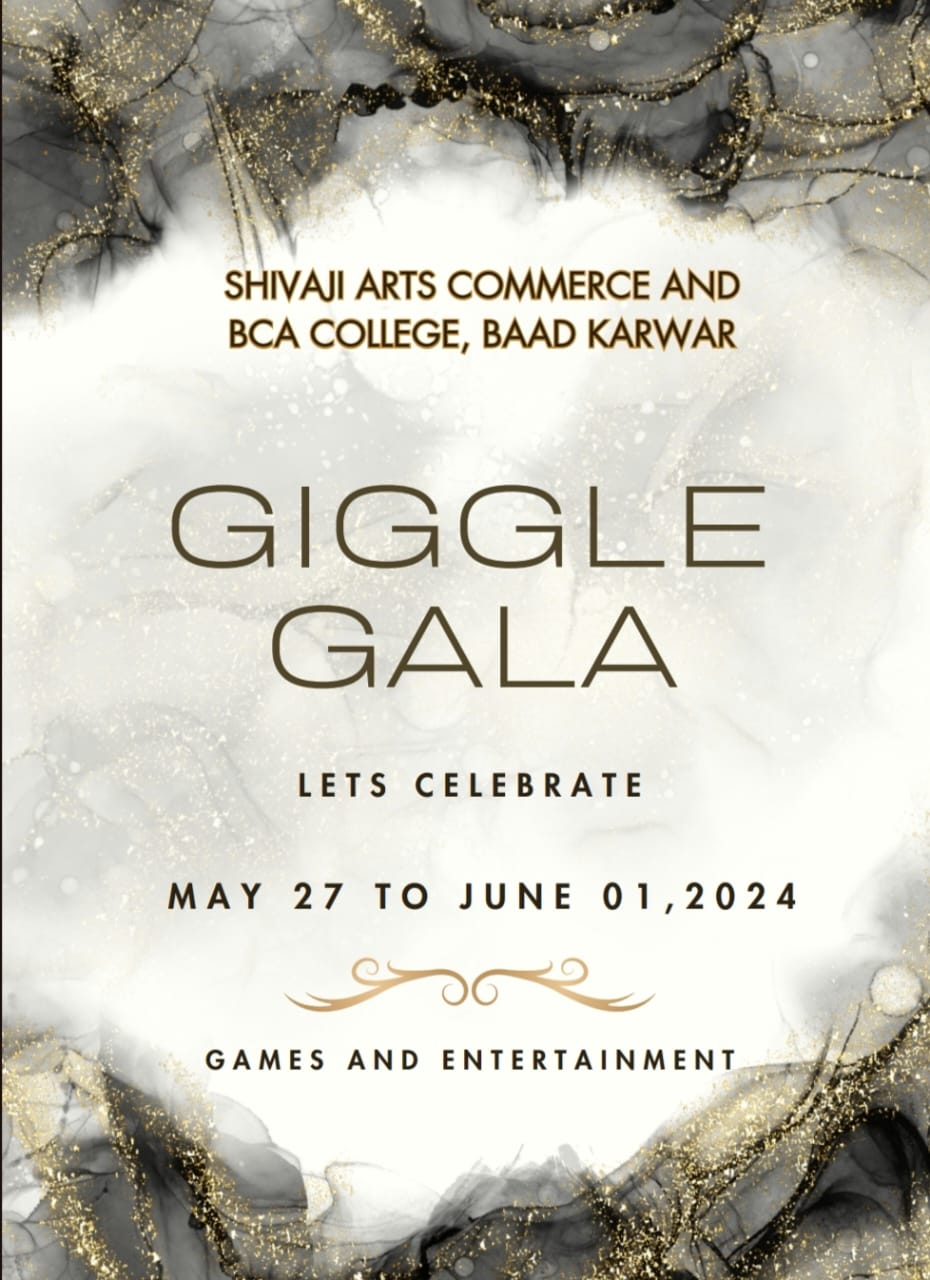 SHIVAJI ARTS COMMERCE AND
BCA COLLEGE, BAAD KARWAR
GIGGLE
GALA
LETS CELEBRATE
MAY 27 TO JUNE 01,2024
GAMES AND ENTERTAINMENT